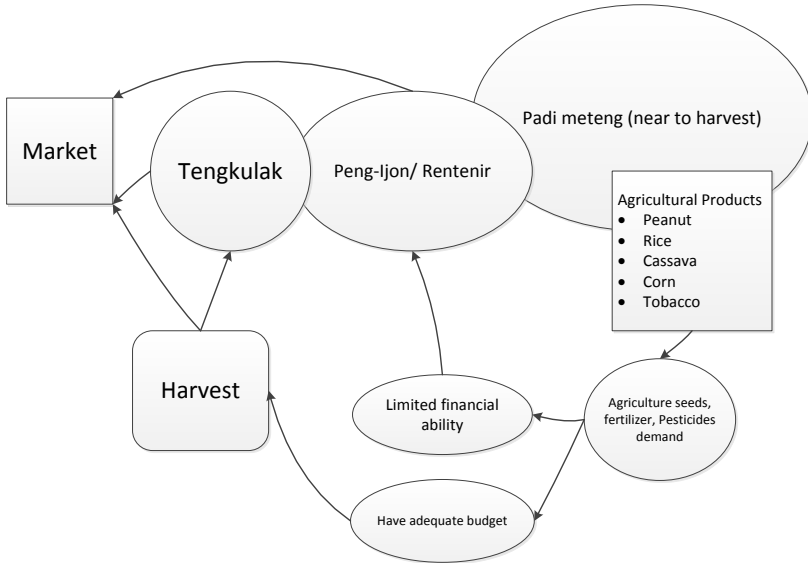 Padi meteng (near to harvest)
Market
Tengkulak
Peng-Ijon/ Rentenir
Agricultural Products
• Peanut
• Rice
• Cassava
• Corn
• Tobacco
Harvest
Limited financial
ability
Agriculture seeds,
fertilizer, Pesticides
demand
Have adequate budget